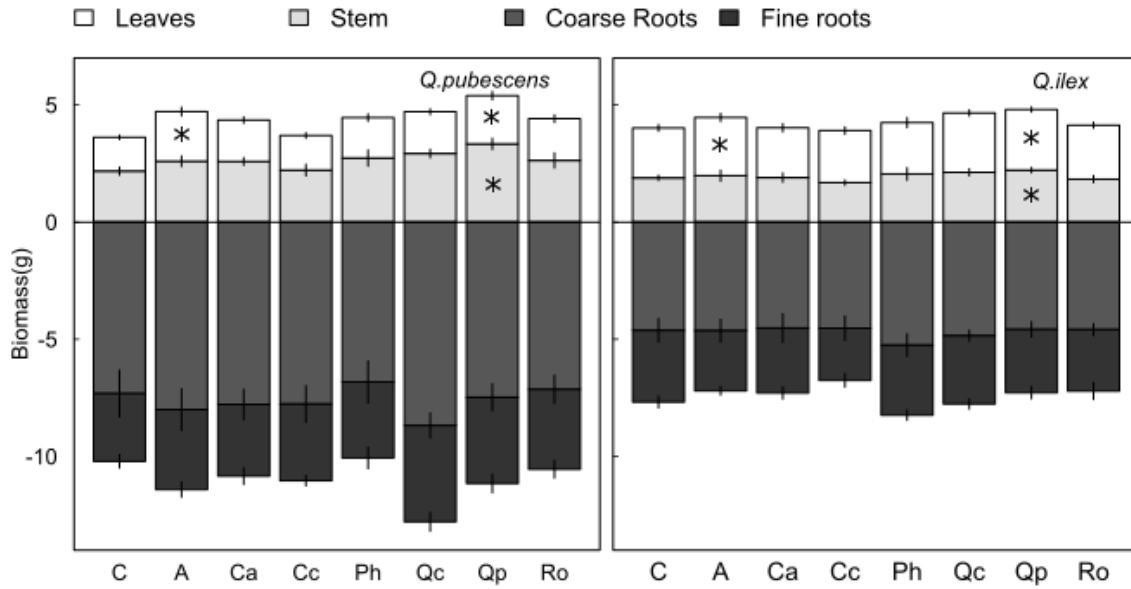 Leaves Stem Coarse Roots Fine roots
Q.pubescens Q.ilex
5
0
-5
-10
Biomass(g)
* * * *
* *
C A Ca Cc Ph Qc Qp Ro C A Ca Cc Ph Qc Qp Ro